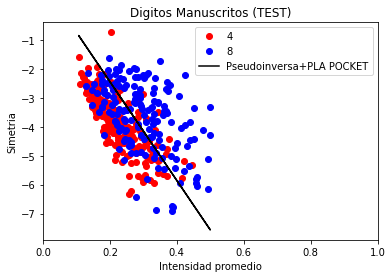 Digitos Manuscritos (TEST)
4
8
Pseudoinversa+PLA POCKET
Simetria
−1
−2
−3
−4
−5
−6
−7
0.0 0.2 0.4 0.6 0.8 1.0
Intensidad promedio